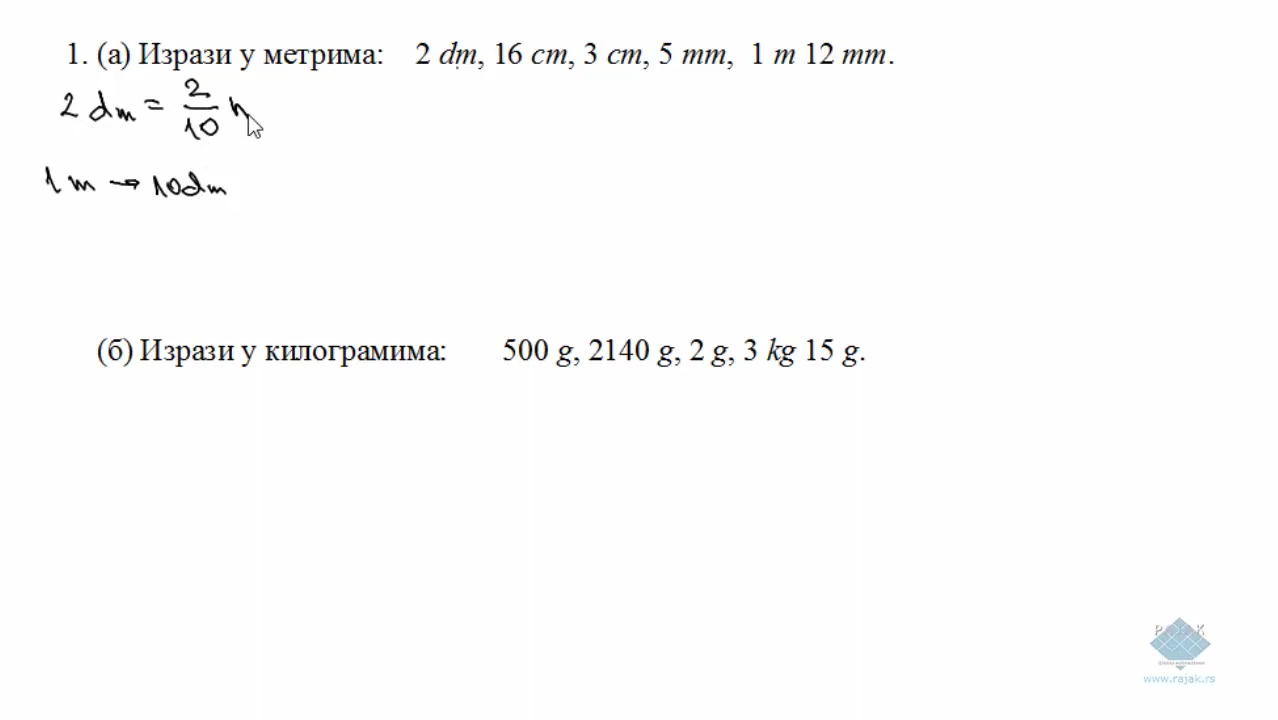 1. (а) Изрази у метрима: 2 dm, 16 cm, 3 cm, 5 mm, 1 m 12 mm.
2 dm = 2/10
1 m → 10 dm
(б) Изрази у килограмима: 500 g, 2140 g, 2 g, 3 kg 15 g.
www.rajak.rs